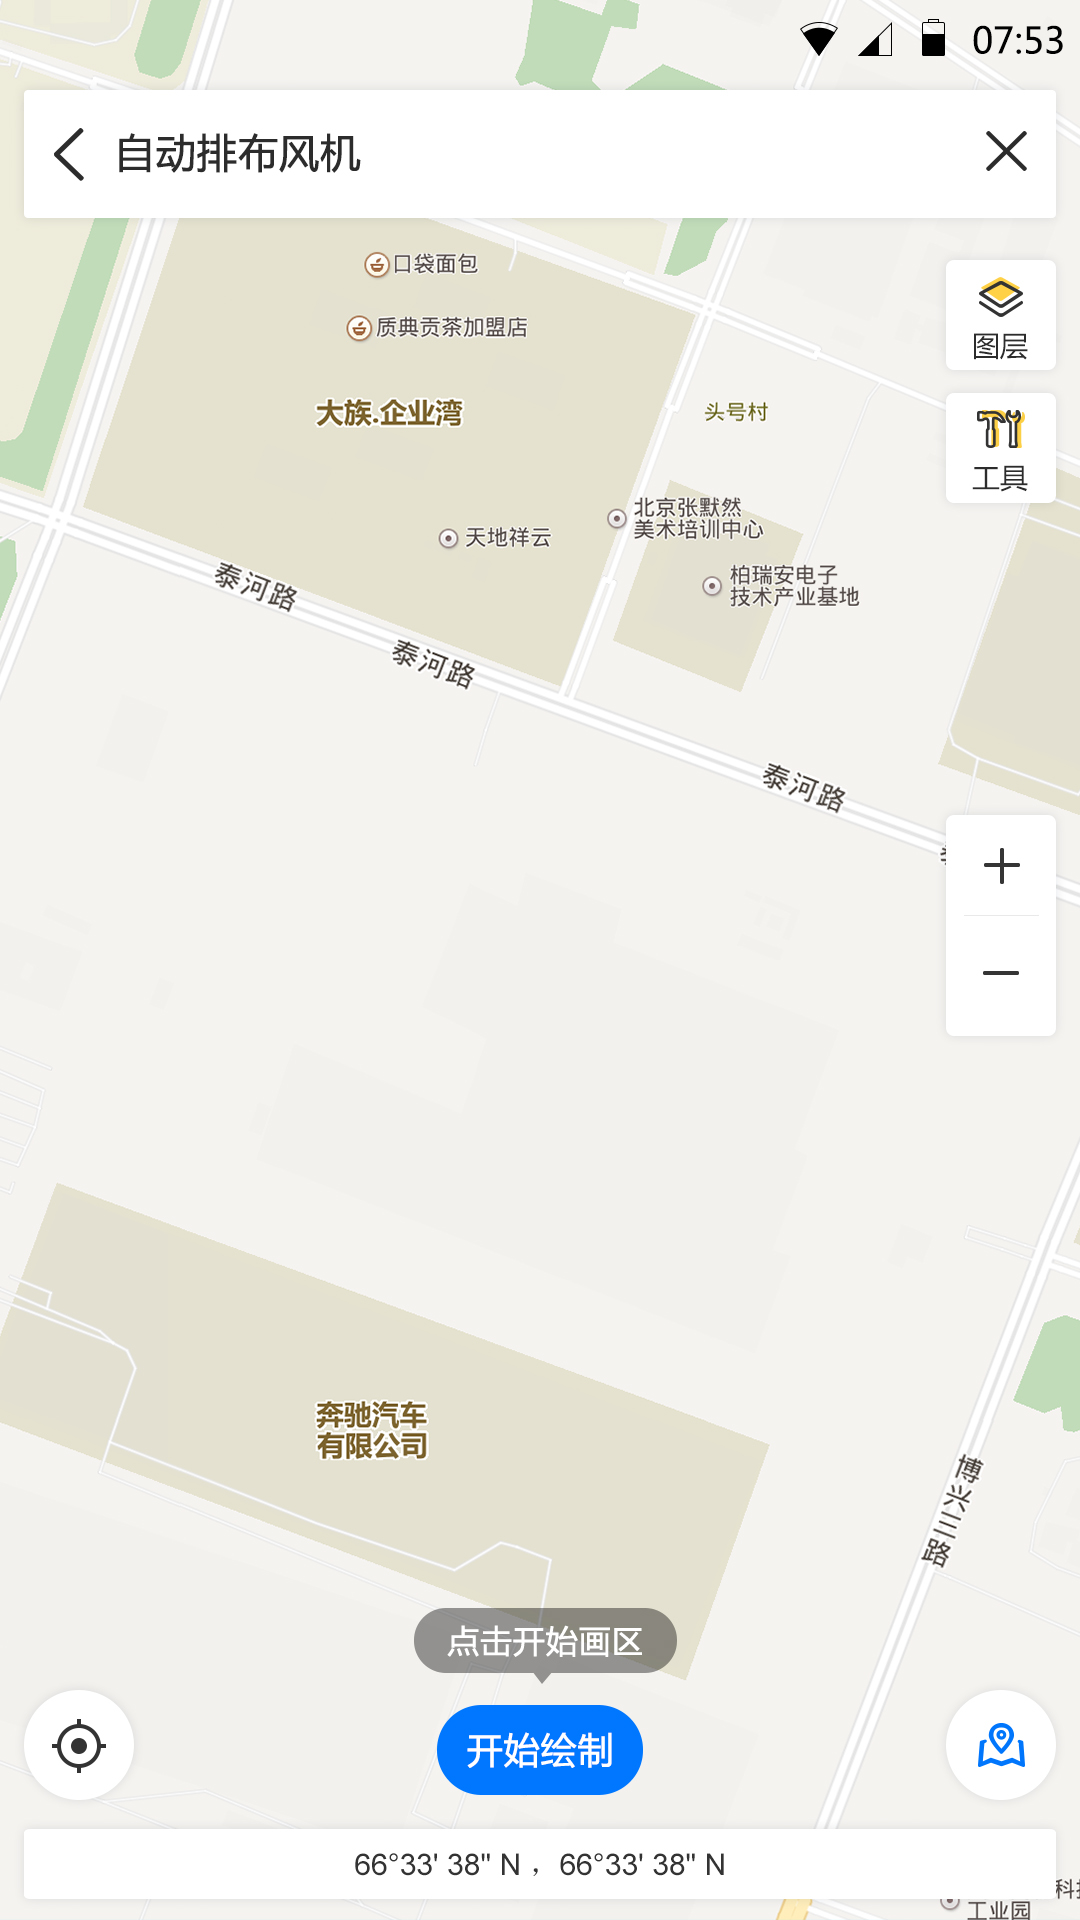 07:53
自动排布风机
口袋面包
质典贡茶加盟店
图层
大族.企业湾
头号村
工具
北京张默然
美术培训中心
天地祥云
柏瑞安电子
技术产业基地
泰河路
泰河路
泰河路
奔驰汽车
有限公司
博兴三路
点击开始画区
开始绘制
66°33' 38" N ，66°33' 38" N
工业园